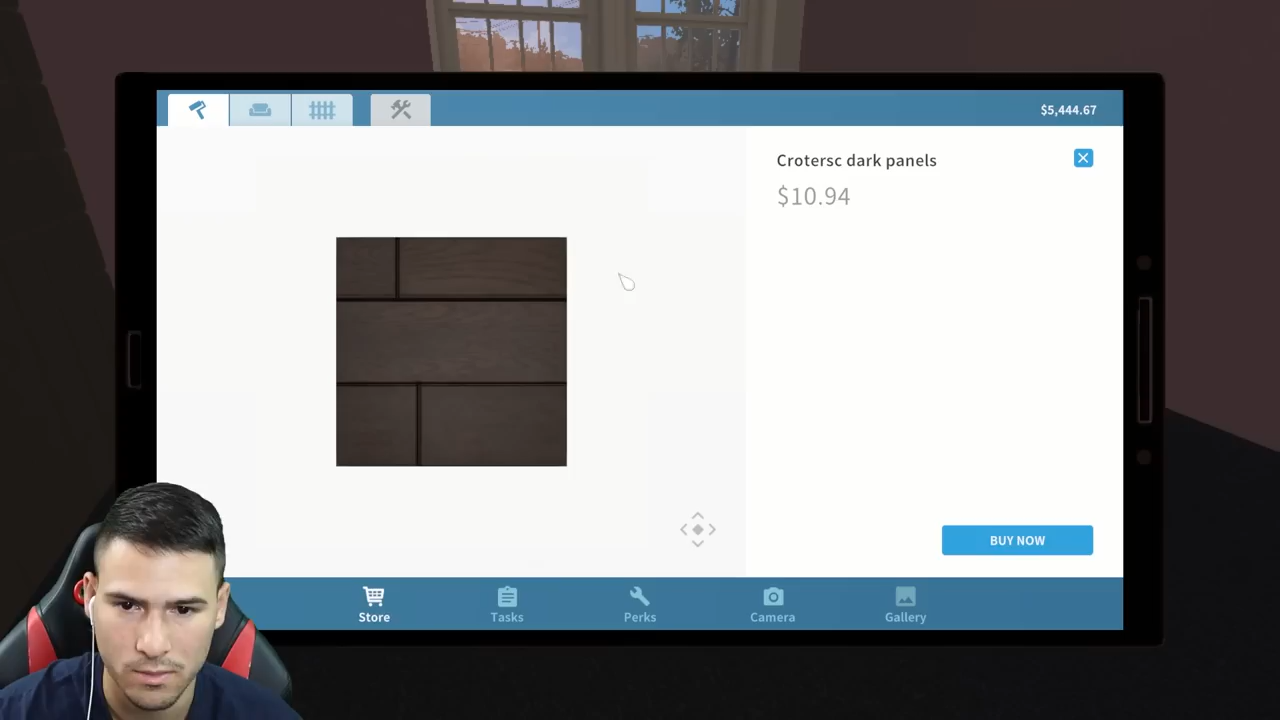 $5,444.67
Crotersc dark panels
$10.94
BUY NOW
Store
Tasks
Perks
Camera
Gallery